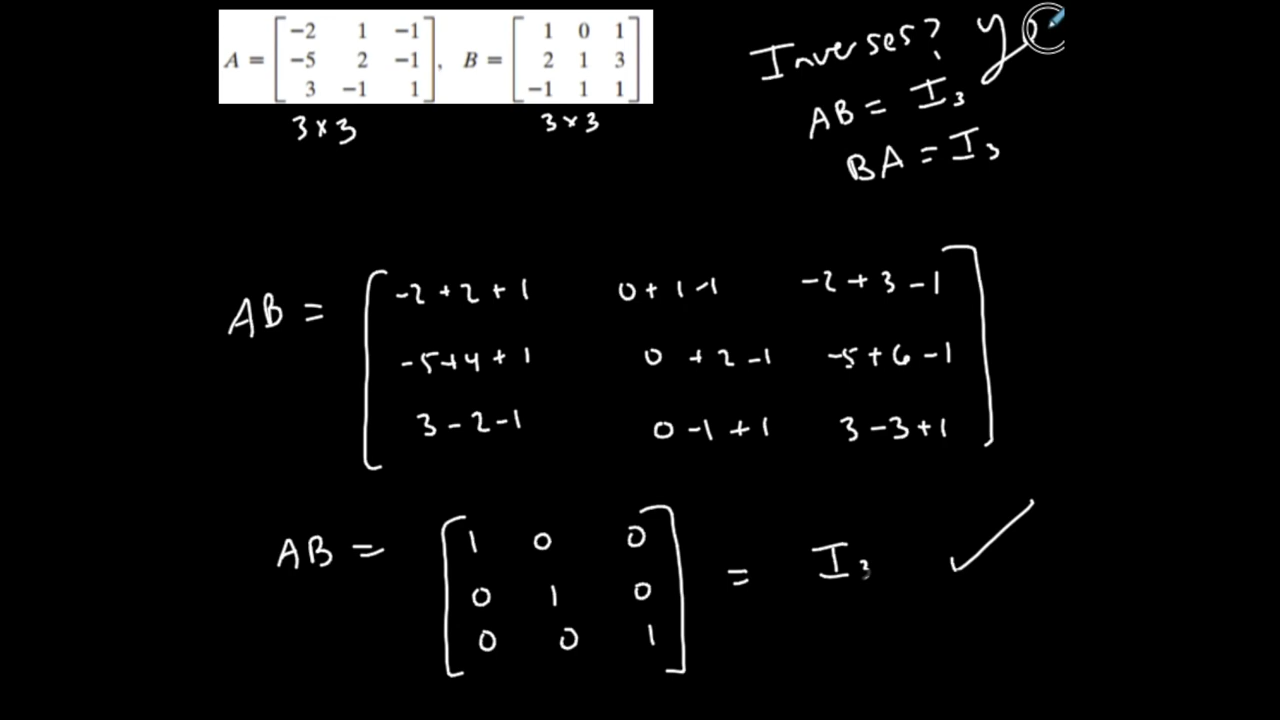 A = [ -2 1 -1
-5 2 -1
3 -1 1 ], B = [ 1 0 1
2 1 3
-1 1 1 ]
3 × 3 3 × 3
Inverses?
AB = I₃
BA = I₃
AB = [ -2 + 2 + 1 0 + 1 - 1 -2 + 3 - 1
-5 + 4 + 1 0 + 2 - 1 -5 + 6 - 1
3 - 2 - 1 0 - 1 + 1 3 - 3 + 1 ]
AB = [ 1 0 0
0 1 0
0 0 1 ] = I₃ ✓